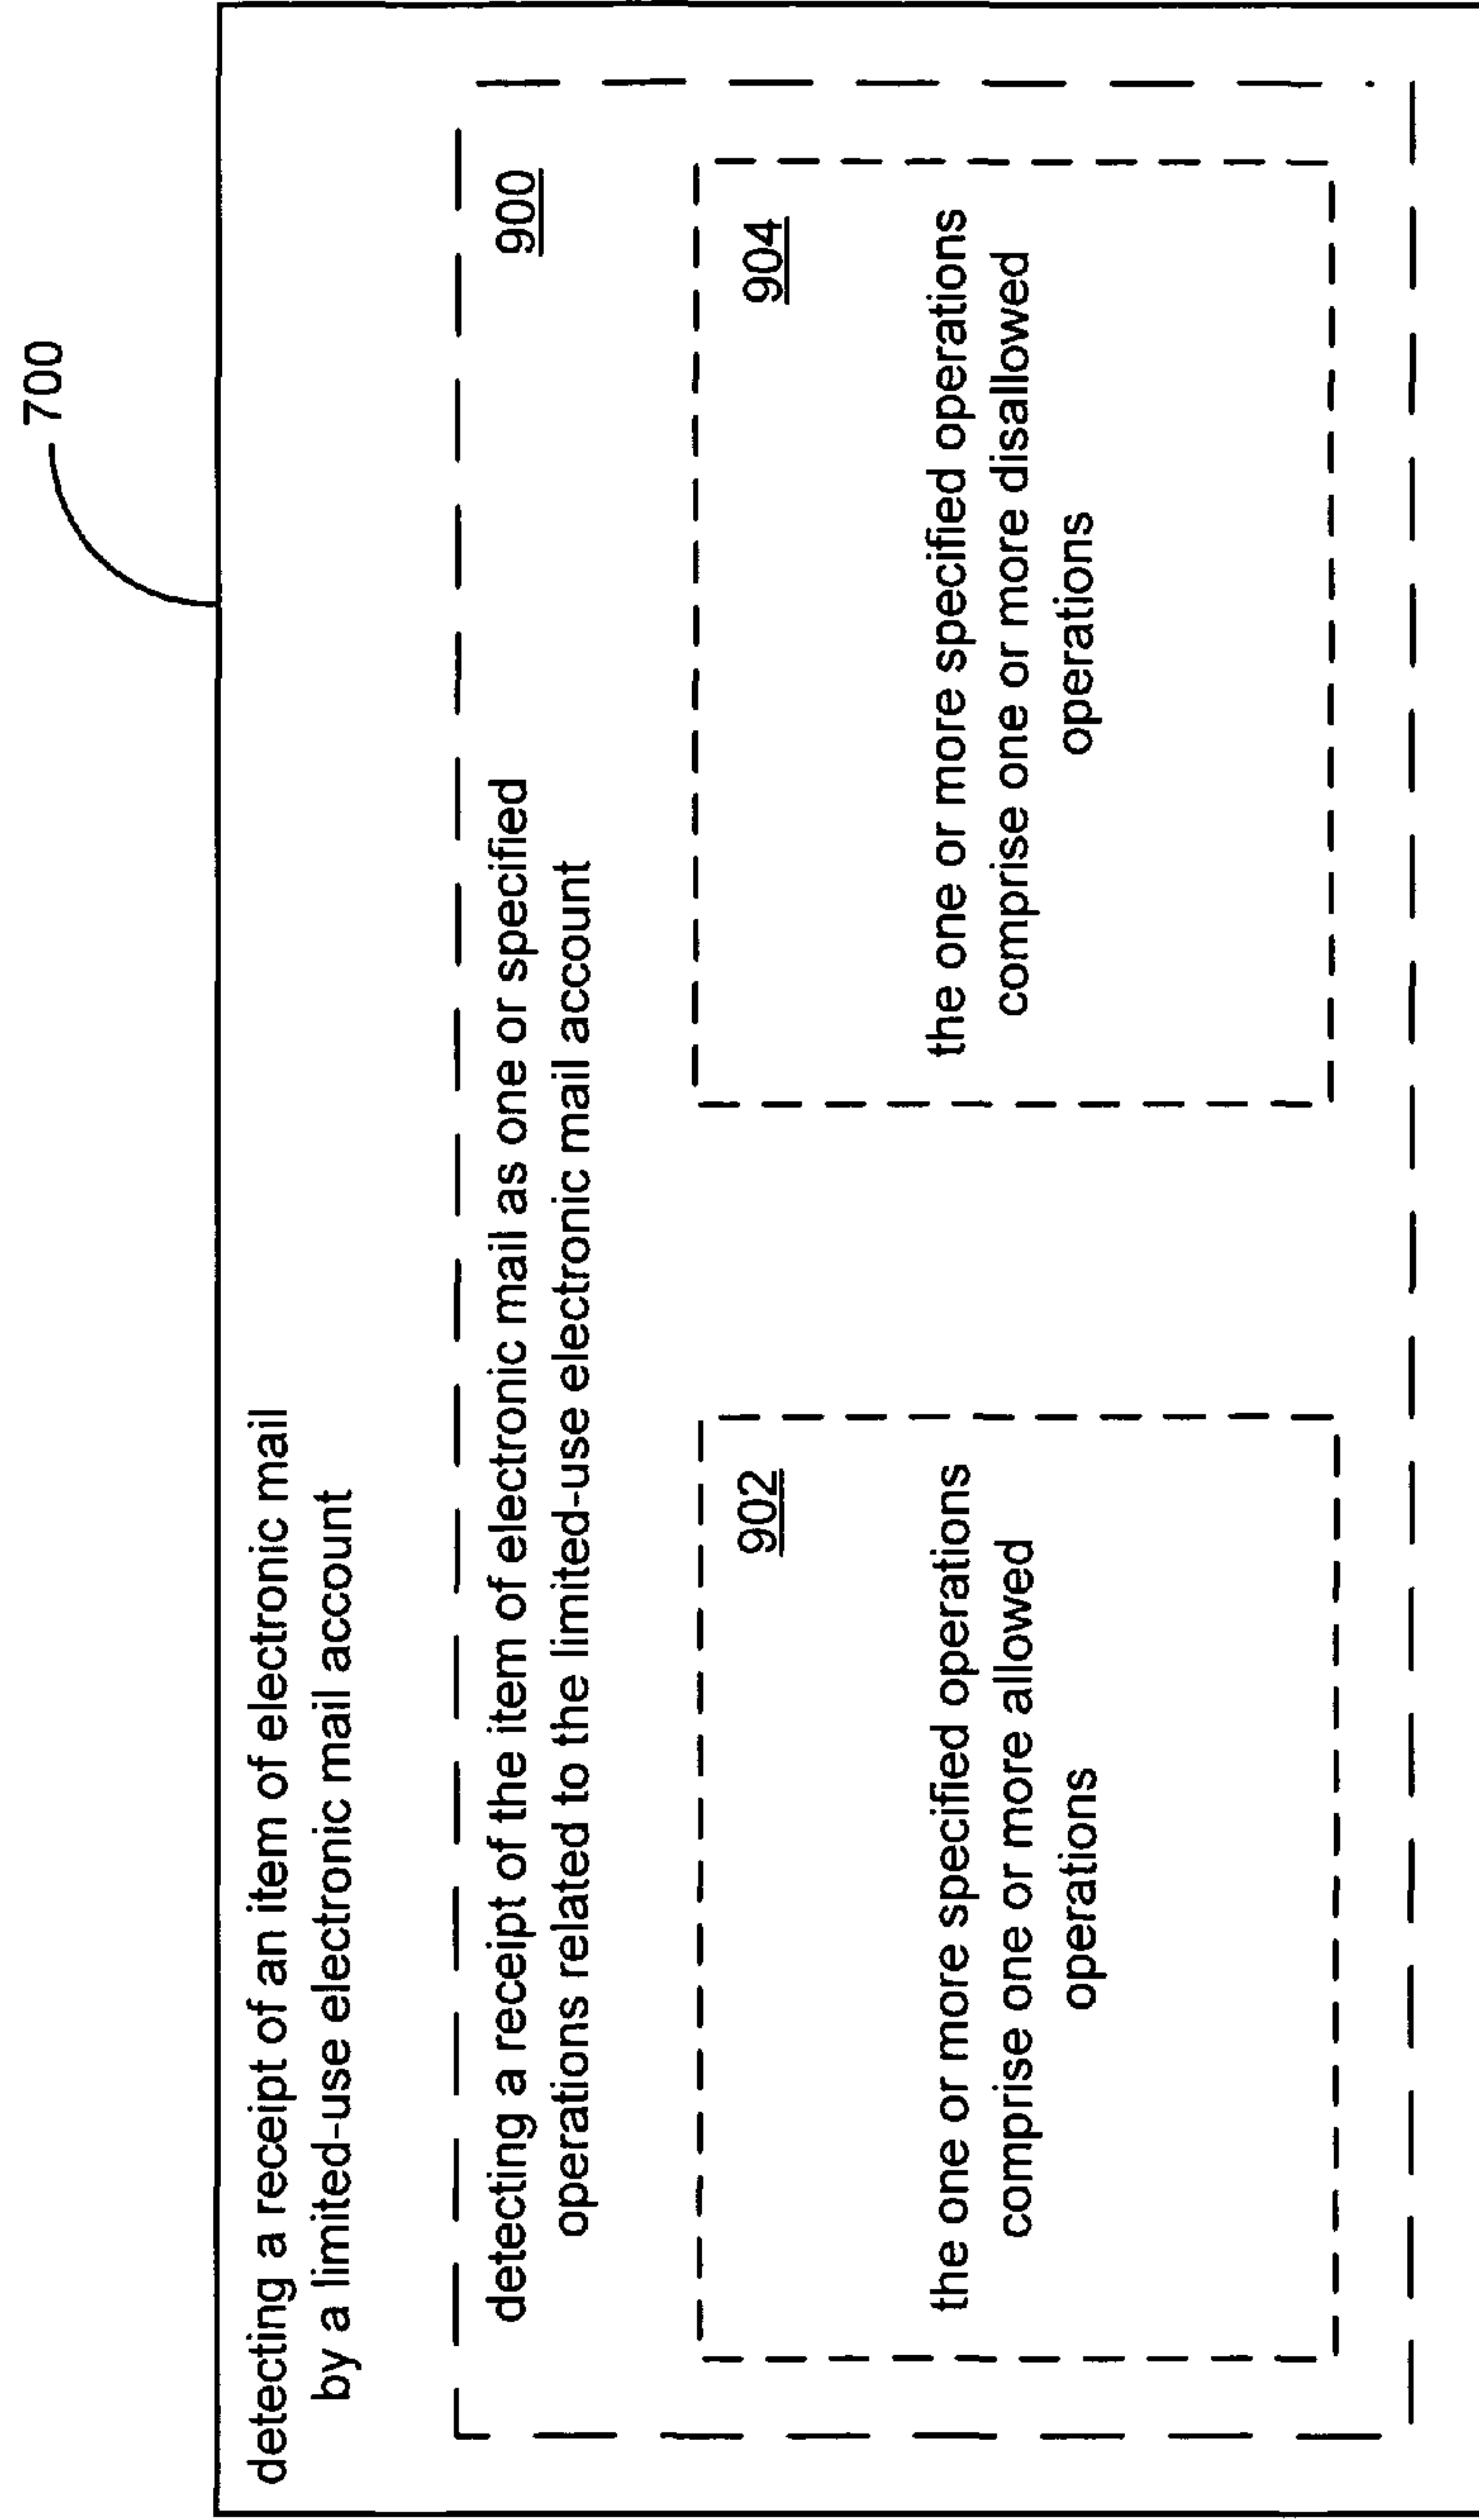 700
detecting a receipt of an item of electronic mail
by a limited-use electronic mail account
900
detecting a receipt of the item of electronic mail as one or specified
operations related to the limited-use electronic mail account
902
the one or more specified operations
comprise one or more allowed
operations
904
the one or more specified operations
comprise one or more disallowed
operations